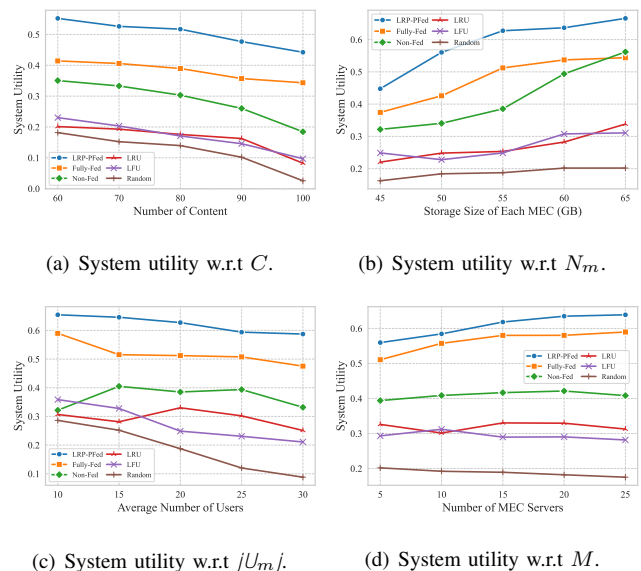 System Utility
0.5
0.4
0.3
0.2
0.1
0.0
LRP-PFed
Fully-Fed
Non-Fed
LRU
LFU
Random
60 70 80 90 100
Number of Content
(a) System utility w.r.t C.
System Utility
0.6
0.5
0.4
0.3
0.2
LRP-PFed
Fully-Fed
Non-Fed
LRU
LFU
Random
45 50 55 60 65
Storage Size of Each MEC (GB)
(b) System utility w.r.t N_m.
System Utility
0.6
0.5
0.4
0.3
0.2
0.1
LRP-PFed
Fully-Fed
Non-Fed
LRU
LFU
Random
10 15 20 25 30
Average Number of Users
(c) System utility w.r.t jU_mj.
System Utility
0.6
0.5
0.4
0.3
0.2
LRP-PFed
Fully-Fed
Non-Fed
LRU
LFU
Random
5 10 15 20 25
Number of MEC Servers
(d) System utility w.r.t M.